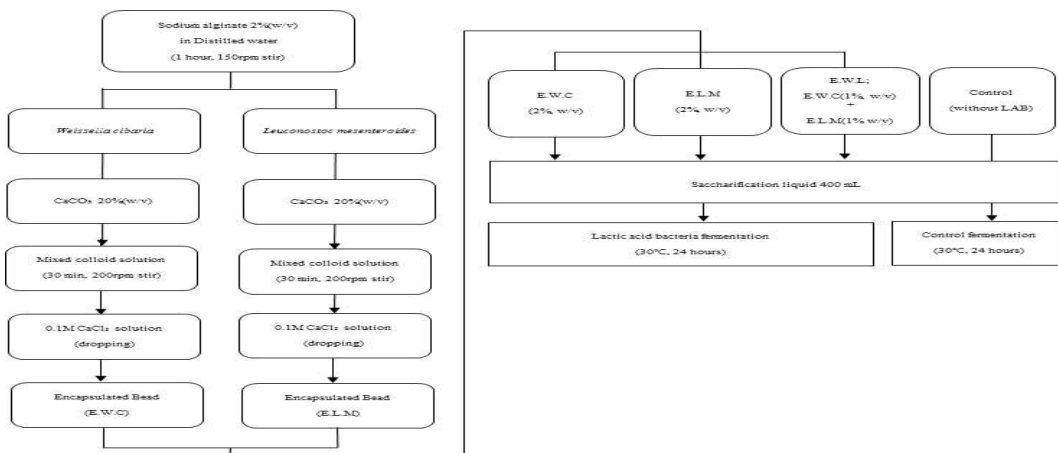 Sodium alginate 2%(w/v)
in Distilled water
(1 hour, 150rpm stir)
Weissella cibaria
CaCO₃ 20%(w/v)
Mixed colloid solution
(30 min, 200rpm stir)
0.1M CaCl₂ solution
(dropping)
Encapsulated Bead
(E.W.C)
Leuconostoc mesenteroides
CaCO₃ 20%(w/v)
Mixed colloid solution
(30 min, 200rpm stir)
0.1M CaCl₂ solution
(dropping)
Encapsulated Bead
(E.L.M)
E.W.C
(2%, w/v)
E.L.M
(2%, w/v)
E.W.L;
E.W.C(1%, w/v)
+
E.L.M(1%, w/v)
Control
(without LAB)
Saccharification liquid 400 mL
Lactic acid bacteria fermentation
(30℃, 24 hours)
Control fermentation
(30℃, 24 hours)